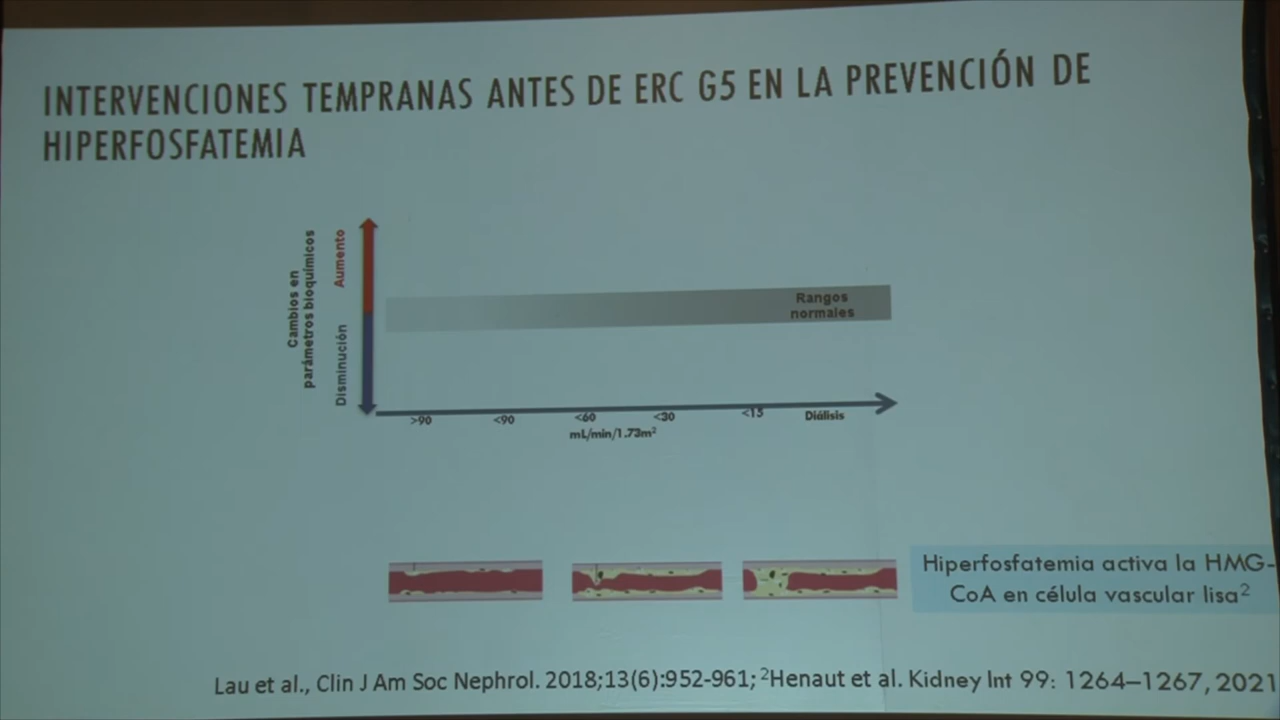 INTERVENCIONES TEMPRANAS ANTES DE ERC G5 EN LA PREVENCIÓN DE
HIPERFOSFATEMIA
Cambios en
parámetros bioquímicos
Aumento
Disminución
Rangos
normales
>90 <90 <60 <30 <15 Diálisis
mL/min/1.73m²
Hiperfosfatemia activa la HMG-
CoA en célula vascular lisa²
Lau et al., Clin J Am Soc Nephrol. 2018;13(6):952-961; ²Henaut et al. Kidney Int 99: 1264–1267, 2021